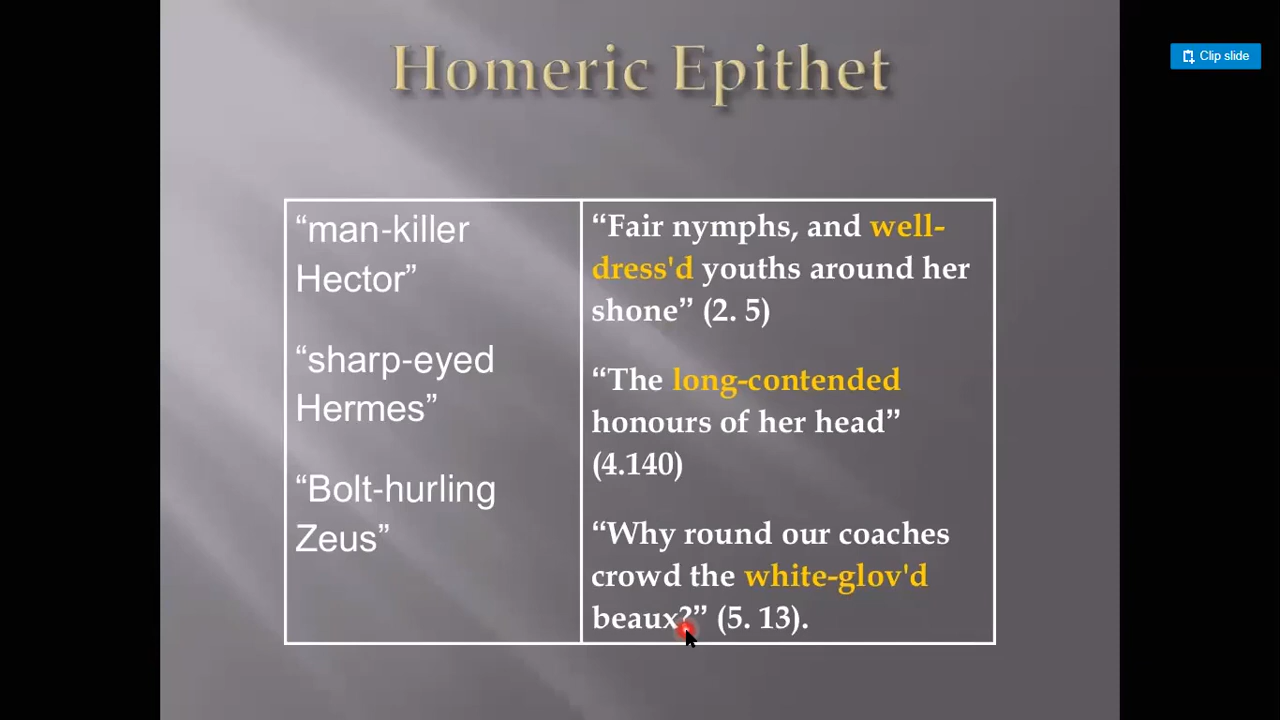 Clip slide
Homeric Epithet
“man-killer
Hector”
“sharp-eyed
Hermes”
“Bolt-hurling
Zeus”
“Fair nymphs, and well-
dress'd youths around her
shone” (2. 5)
“The long-contended
honours of her head”
(4.140)
“Why round our coaches
crowd the white-glov'd
beaux?” (5. 13).